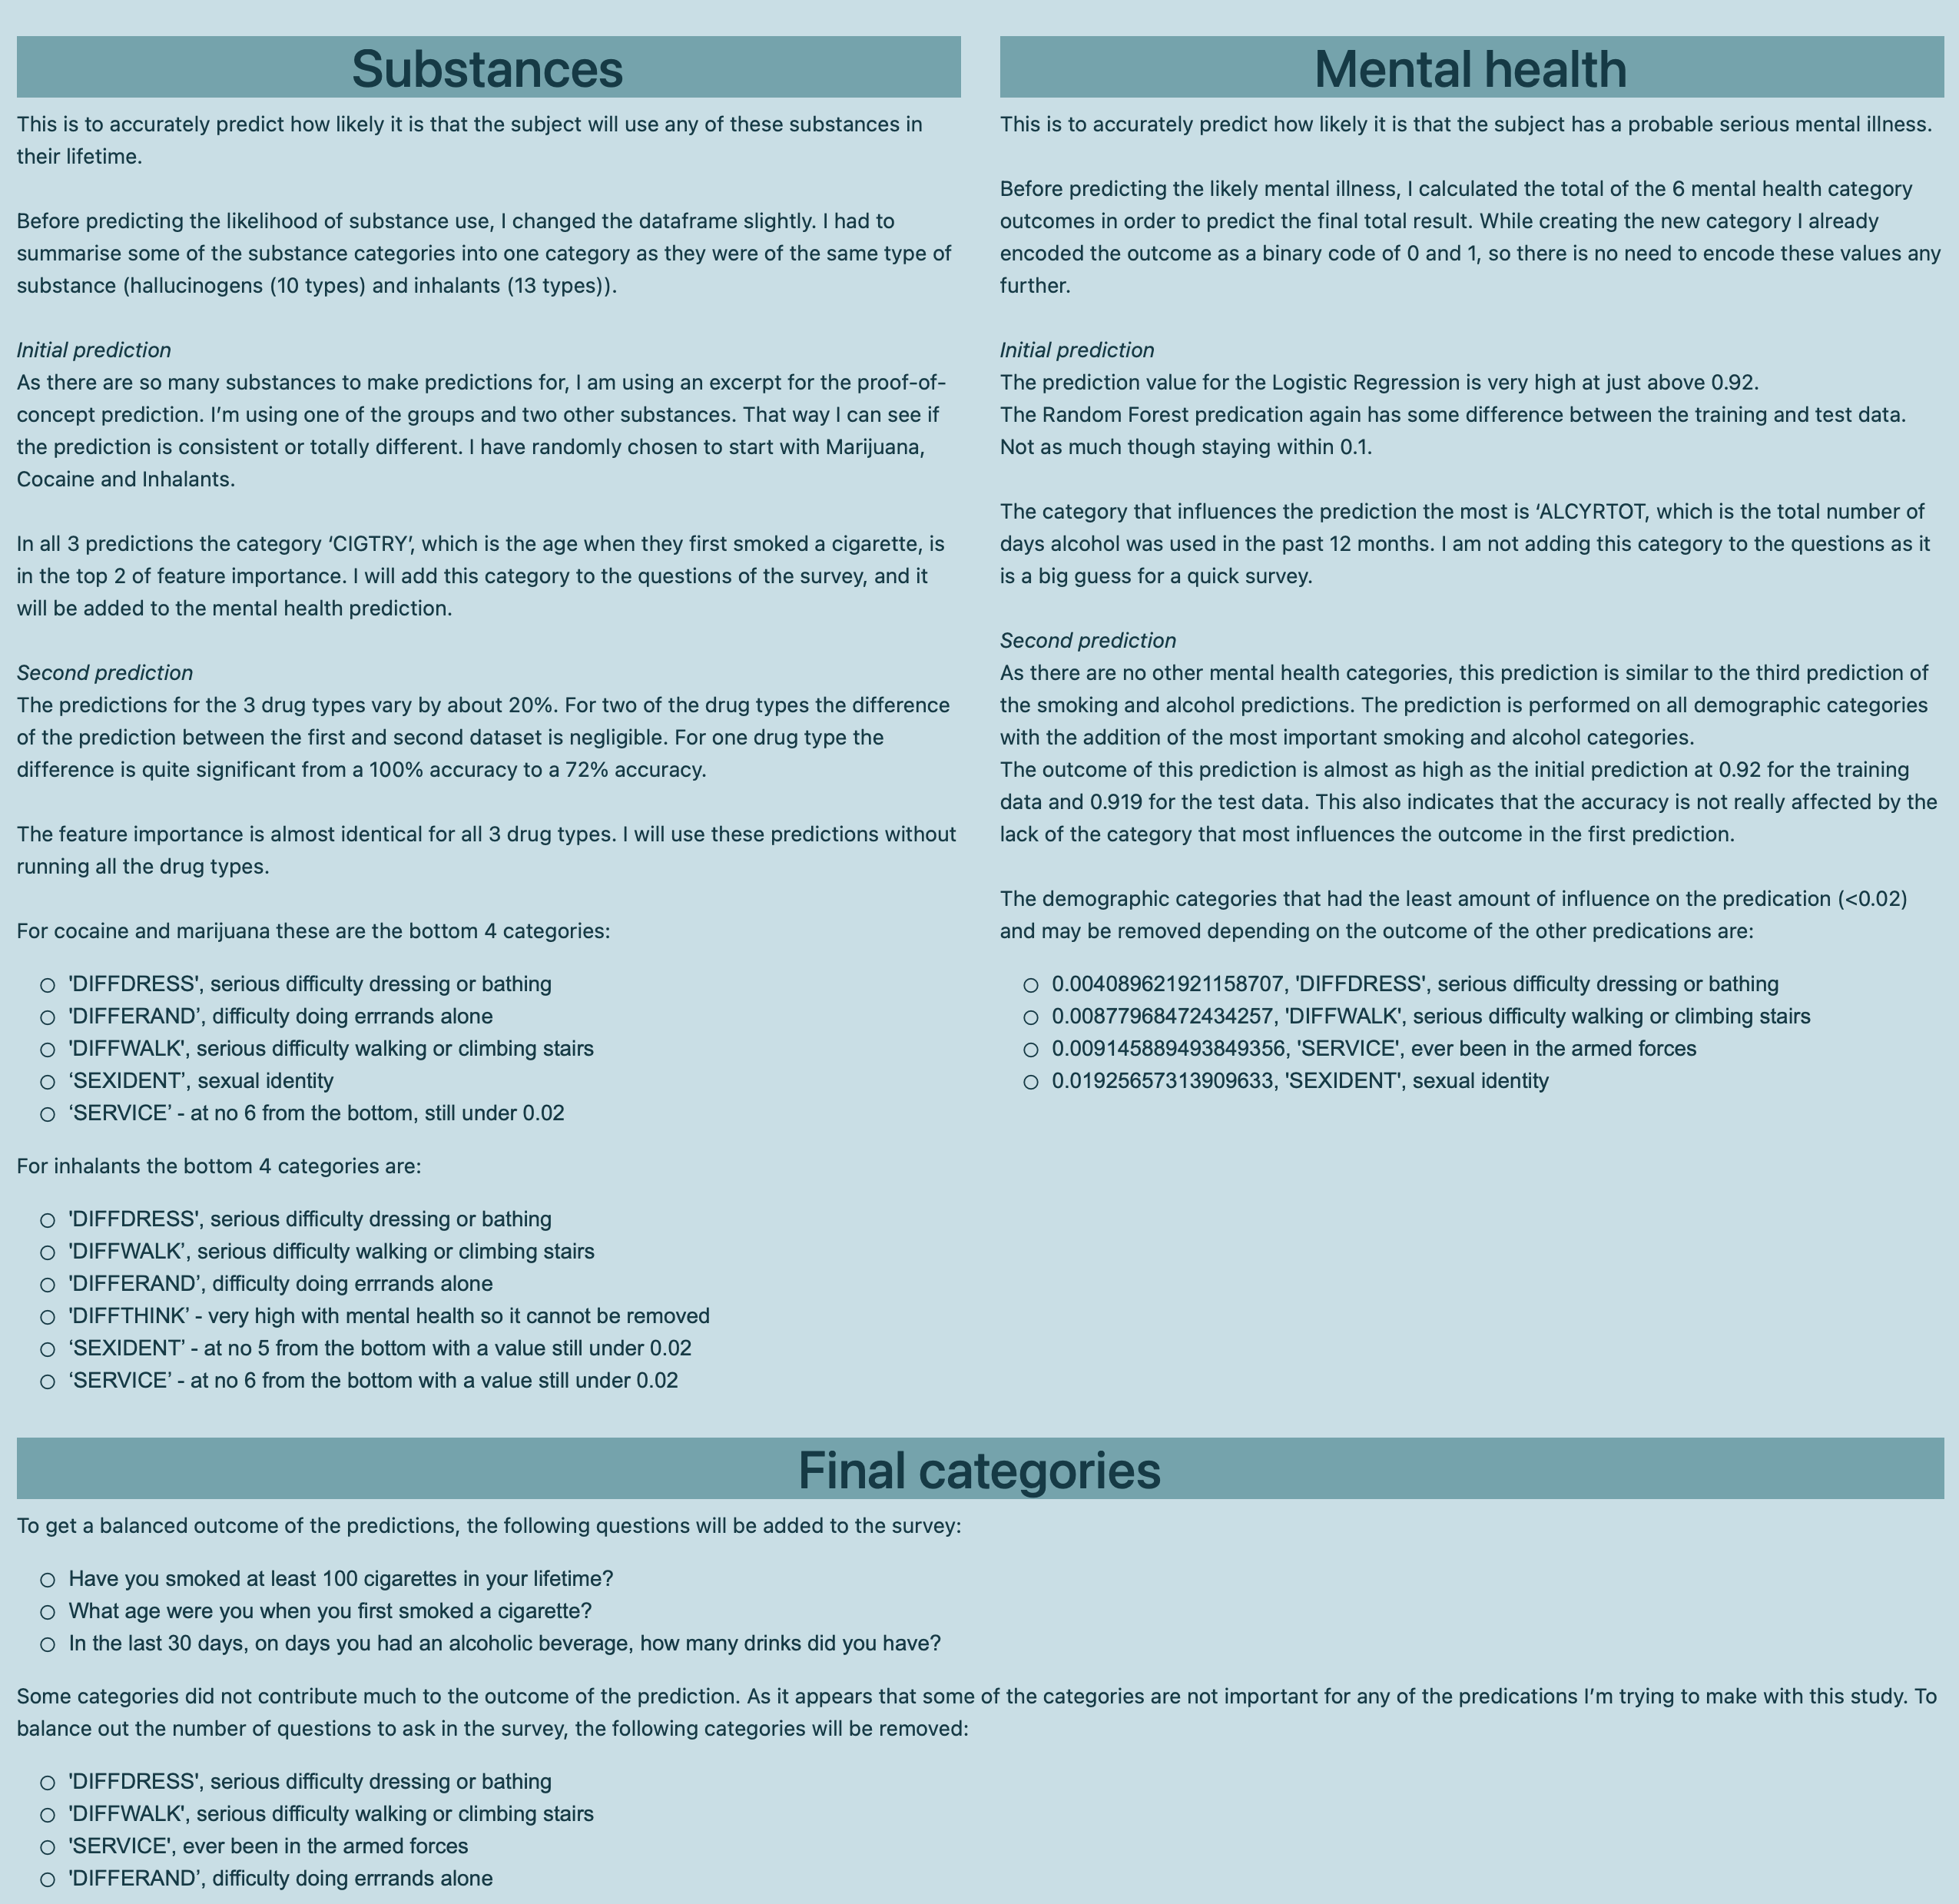 Substances
This is to accurately predict how likely it is that the subject will use any of these substances in
their lifetime.
Before predicting the likelihood of substance use, I changed the dataframe slightly. I had to
summarise some of the substance categories into one category as they were of the same type of
substance (hallucinogens (10 types) and inhalants (13 types)).
Initial prediction
As there are so many substances to make predictions for, I am using an excerpt for the proof-of-
concept prediction. I’m using one of the groups and two other substances. That way I can see if
the prediction is consistent or totally different. I have randomly chosen to start with Marijuana,
Cocaine and Inhalants.
In all 3 predictions the category ‘CIGTRY’, which is the age when they first smoked a cigarette, is
in the top 2 of feature importance. I will add this category to the questions of the survey, and it
will be added to the mental health prediction.
Second prediction
The predictions for the 3 drug types vary by about 20%. For two of the drug types the difference
of the prediction between the first and second dataset is negligible. For one drug type the
difference is quite significant from a 100% accuracy to a 72% accuracy.
The feature importance is almost identical for all 3 drug types. I will use these predictions without
running all the drug types.
For cocaine and marijuana these are the bottom 4 categories:
○ 'DIFFDRESS', serious difficulty dressing or bathing
○ 'DIFFERAND’, difficulty doing errrands alone
○ 'DIFFWALK', serious difficulty walking or climbing stairs
○ ‘SEXIDENT’, sexual identity
○ ‘SERVICE’ - at no 6 from the bottom, still under 0.02
For inhalants the bottom 4 categories are:
○ 'DIFFDRESS', serious difficulty dressing or bathing
○ 'DIFFWALK’, serious difficulty walking or climbing stairs
○ 'DIFFERAND’, difficulty doing errrands alone
○ 'DIFFTHINK’ - very high with mental health so it cannot be removed
○ ‘SEXIDENT’ - at no 5 from the bottom with a value still under 0.02
○ ‘SERVICE’ - at no 6 from the bottom with a value still under 0.02
Mental health
This is to accurately predict how likely it is that the subject has a probable serious mental illness.
Before predicting the likely mental illness, I calculated the total of the 6 mental health category
outcomes in order to predict the final total result. While creating the new category I already
encoded the outcome as a binary code of 0 and 1, so there is no need to encode these values any
further.
Initial prediction
The prediction value for the Logistic Regression is very high at just above 0.92.
The Random Forest predication again has some difference between the training and test data.
Not as much though staying within 0.1.
The category that influences the prediction the most is ‘ALCYRTOT, which is the total number of
days alcohol was used in the past 12 months. I am not adding this category to the questions as it
is a big guess for a quick survey.
Second prediction
As there are no other mental health categories, this prediction is similar to the third prediction of
the smoking and alcohol predictions. The prediction is performed on all demographic categories
with the addition of the most important smoking and alcohol categories.
The outcome of this prediction is almost as high as the initial prediction at 0.92 for the training
data and 0.919 for the test data. This also indicates that the accuracy is not really affected by the
lack of the category that most influences the outcome in the first prediction.
The demographic categories that had the least amount of influence on the predication (<0.02)
and may be removed depending on the outcome of the other predications are:
○ 0.004089621921158707, 'DIFFDRESS', serious difficulty dressing or bathing
○ 0.00877968472434257, 'DIFFWALK', serious difficulty walking or climbing stairs
○ 0.009145889493849356, 'SERVICE', ever been in the armed forces
○ 0.01925657313909633, 'SEXIDENT', sexual identity
Final categories
To get a balanced outcome of the predictions, the following questions will be added to the survey:
○ Have you smoked at least 100 cigarettes in your lifetime?
○ What age were you when you first smoked a cigarette?
○ In the last 30 days, on days you had an alcoholic beverage, how many drinks did you have?
Some categories did not contribute much to the outcome of the prediction. As it appears that some of the categories are not important for any of the predications I’m trying to make with this study. To
balance out the number of questions to ask in the survey, the following categories will be removed:
○ 'DIFFDRESS', serious difficulty dressing or bathing
○ 'DIFFWALK', serious difficulty walking or climbing stairs
○ 'SERVICE', ever been in the armed forces
○ 'DIFFERAND’, difficulty doing errrands alone